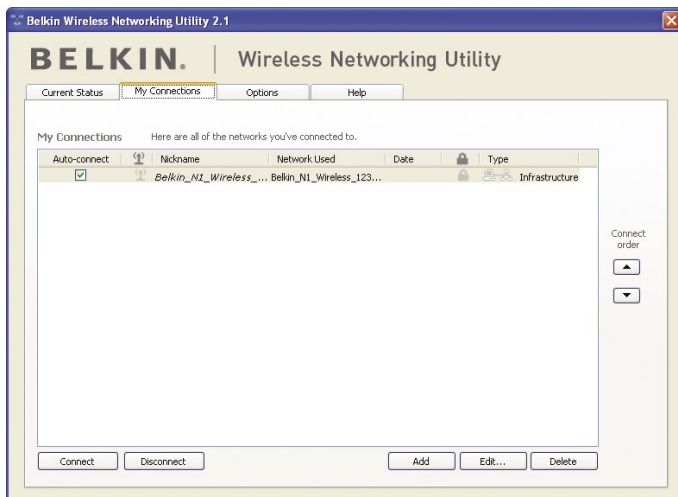 Belkin Wireless Networking Utility 2.1
BELKIN. Wireless Networking Utility
Current Status My Connections Options Help
My Connections Here are all of the networks you've connected to.
Auto-connect Nickname Network Used Date Type
Belkin_N1_Wireless_... Belkin_N1_Wireless_123... Infrastructure
Connect
order
Connect Disconnect Add Edit... Delete